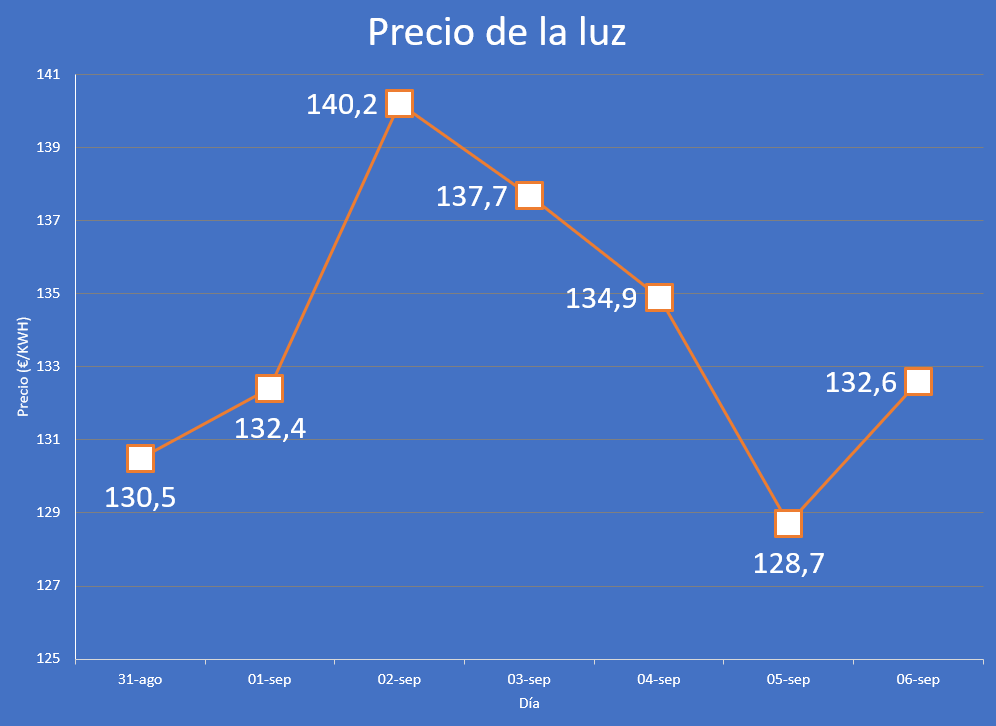 Precio de la luz
141
139
137
135
133
131
129
127
125
Precio (€/KWH)
130,5
132,4
140,2
137,7
134,9
128,7
132,6
31-ago
01-sep
02-sep
03-sep
04-sep
05-sep
06-sep
Día